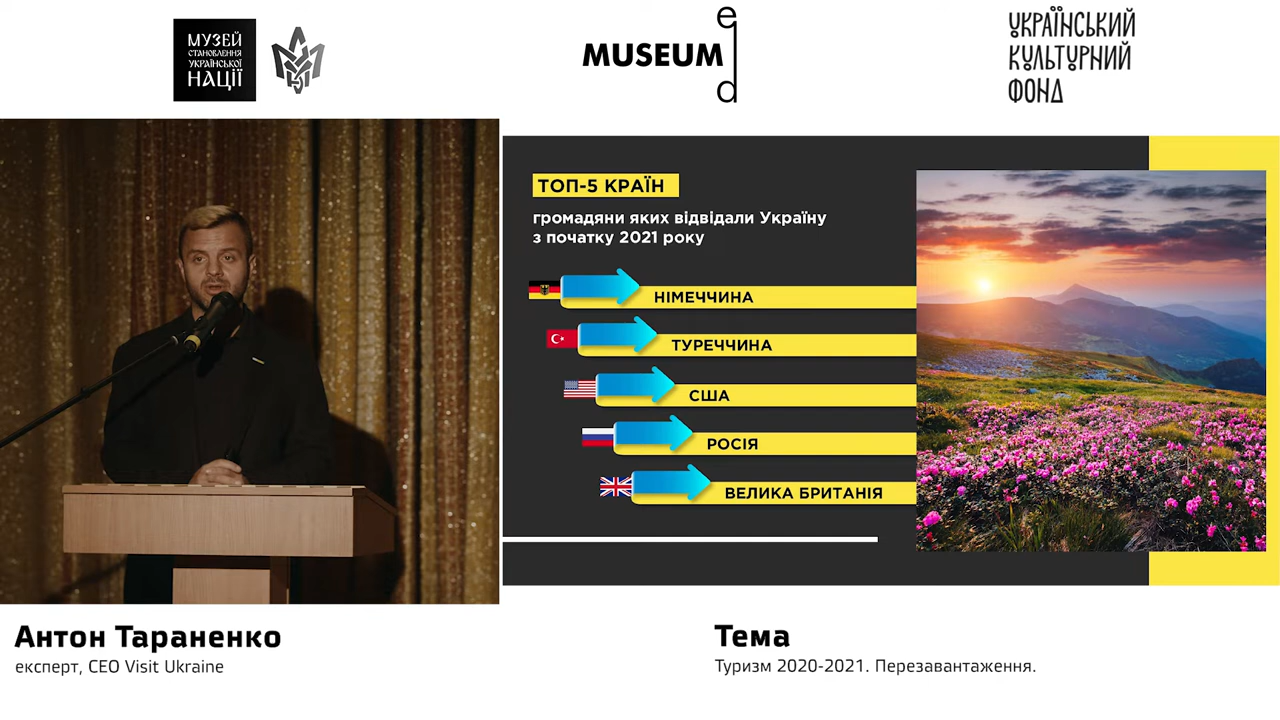 МУЗЕЙ
СТАНОВЛЕННЯ
УКРАЇНСЬКОЇ
НАЦІЇ
MUSEUM
ed
УКРАЇНСЬКИЙ
КУЛЬТУРНИЙ
ФОНД
ТОП-5 КРАЇН
громадяни яких відвідали Україну
з початку 2021 року
НІМЕЧЧИНА
ТУРЕЧЧИНА
США
РОСІЯ
ВЕЛИКА БРИТАНІЯ
Антон Тараненко
експерт, CEO Visit Ukraine
Тема
Туризм 2020-2021. Перезавантаження.